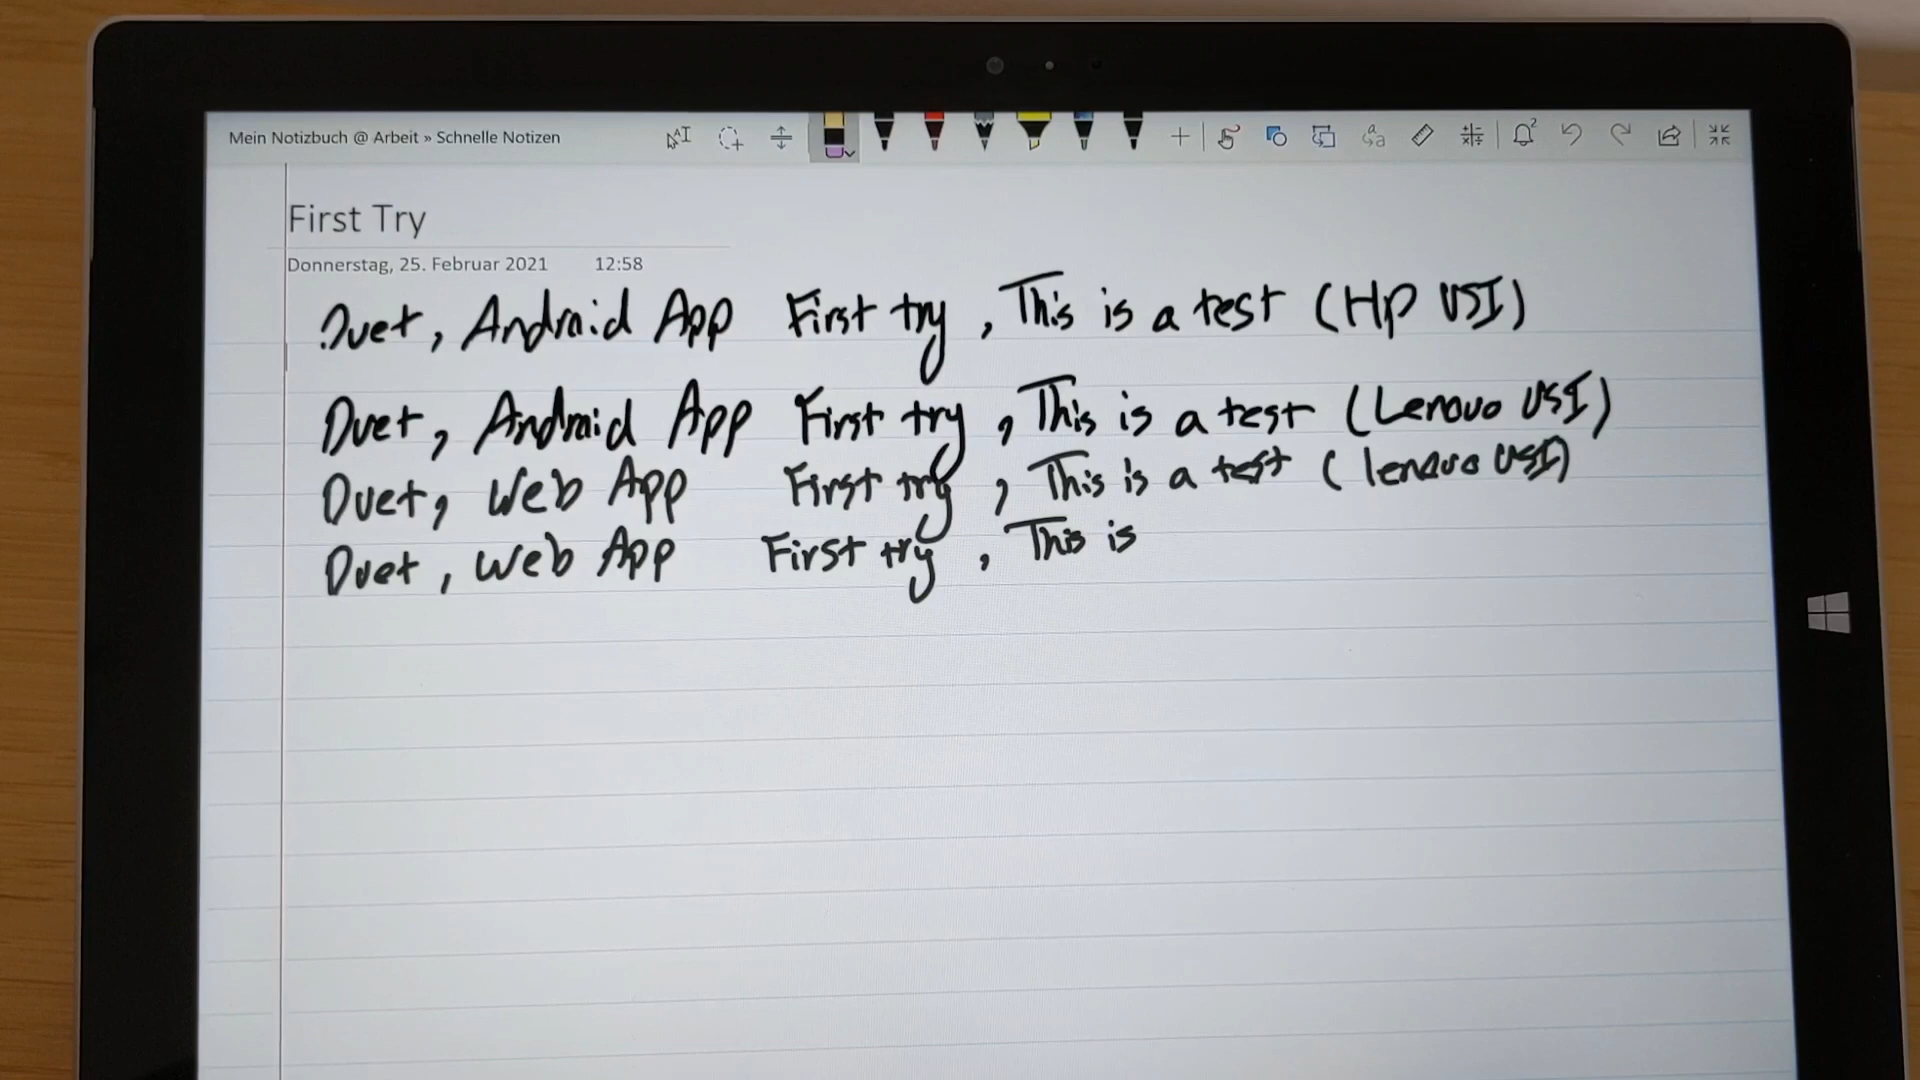 Mein Notizbuch @ Arbeit » Schnelle Notizen
First Try
Donnerstag, 25. Februar 2021 12:58
Duet, Android App First try, This is a test (HP USI)
Duet, Android App First try, This is a test (Lenovo USI)
Duet, Web App First try, This is a test (lenovo USI)
Duet, Web App First try, This is